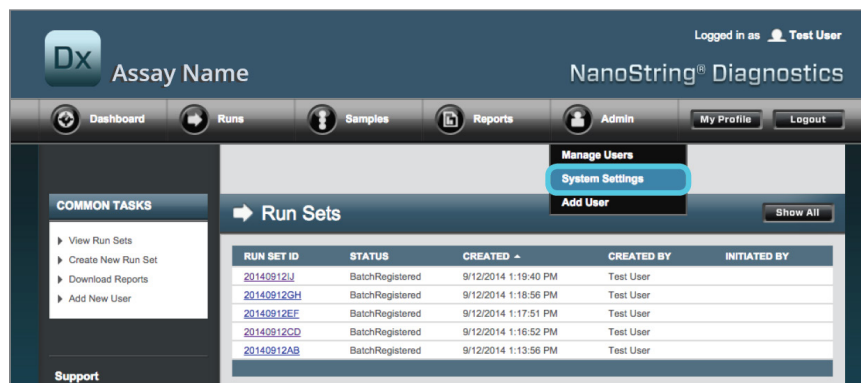 Logged in as Test User
Dx Assay Name
NanoString® Diagnostics
Dashboard Runs Samples Reports Admin My Profile Logout
Manage Users
System Settings
Add User
COMMON TASKS
View Run Sets
Create New Run Set
Download Reports
Add New User
Support
Run Sets
Show All
RUN SET ID STATUS CREATED CREATED BY INITIATED BY
20140912IJ BatchRegistered 9/12/2014 1:19:40 PM Test User
20140912GH BatchRegistered 9/12/2014 1:18:56 PM Test User
20140912EF BatchRegistered 9/12/2014 1:17:51 PM Test User
20140912CD BatchRegistered 9/12/2014 1:16:52 PM Test User
20140912AB BatchRegistered 9/12/2014 1:13:56 PM Test User